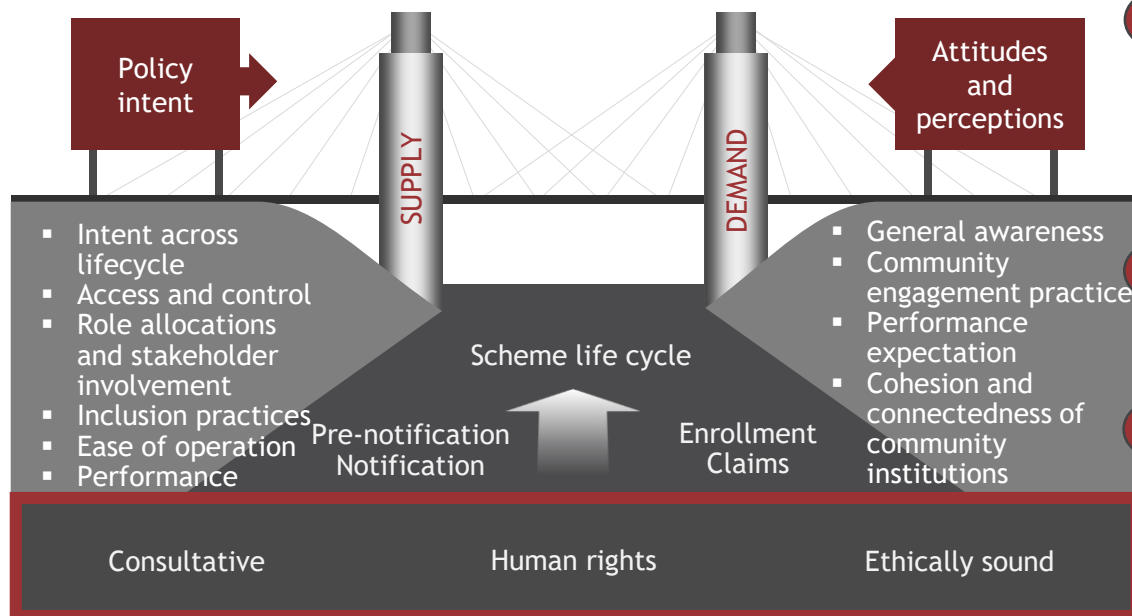 Policy
intent
Attitudes
and
perceptions
SUPPLY
DEMAND
▪ Intent across
lifecycle
▪ Access and control
▪ Role allocations
and stakeholder
involvement
▪ Inclusion practices
▪ Ease of operation
▪ Performance
▪ General awareness
▪ Community
engagement practice
▪ Performance
expectation
▪ Cohesion and
connectedness of
community
institutions
Scheme life cycle
Pre-notification
Notification
Enrollment
Claims
Consultative
Human rights
Ethically sound